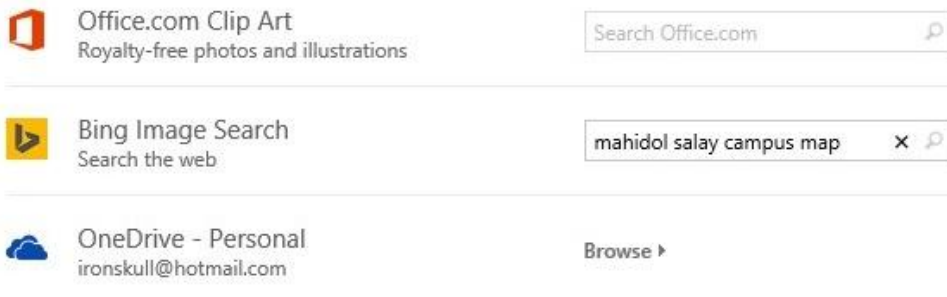 Office.com Clip Art
Royalty-free photos and illustrations
Search Office.com
Bing Image Search
Search the web
mahidol salay campus map
OneDrive - Personal
ironskull@hotmail.com
Browse